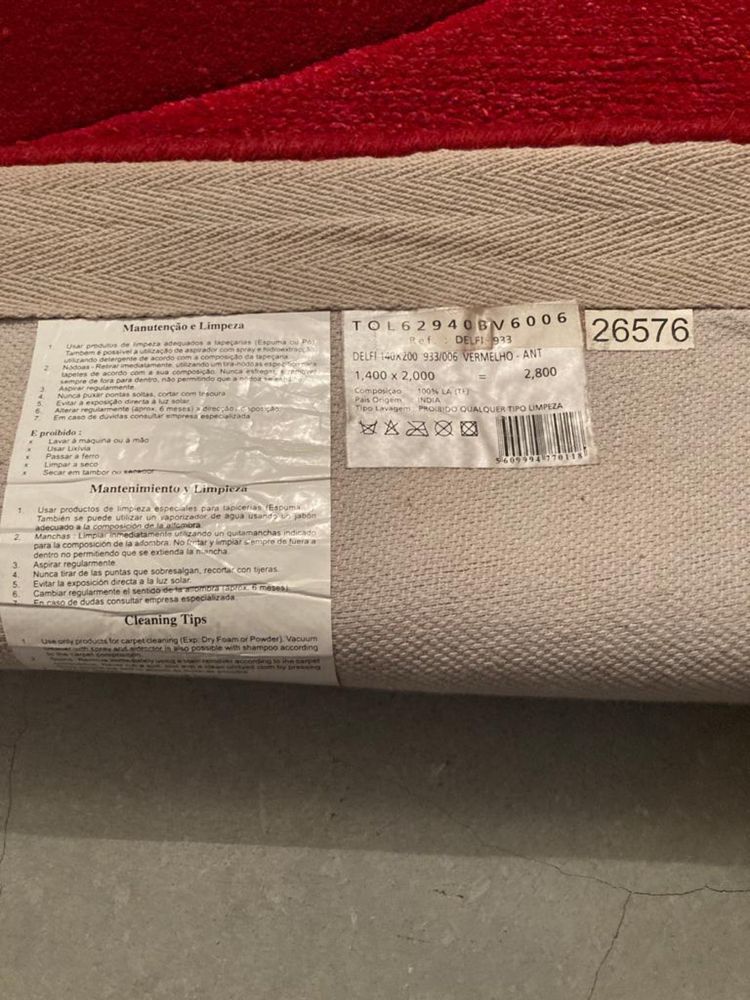 Manutenção e Limpeza
1. Usar produtos de limpeza adequados a tapeçarias (Espuma ou Pó)
Também é possível a utilização de aspirador com spray e hidroextracção
utilizando detergente de acordo com a composição da tapeçaria.
2. Nódoas - Retirar imediatamente, utilizando um tira-nódoas específico para
tapetes de acordo com a sua composição. Nunca esfregar e remover
sempre de fora para dentro, não permitindo que a nódoa se
3. Aspirar regularmente.
4. Nunca puxar pontas soltas, cortar com tesoura
5. Evitar a exposição directa à luz solar.
6. Alterar regularmente (aprox. 6 meses) a direcção disposição.
7. Em caso de dúvidas consultar empresa especializada
E proibido :
x Lavar à máquina ou à mão
x Usar Lixívia
x Passar a ferro
x Limpar a seco
x Secar em tambor ou
Mantenimiento y Limpieza
1. Usar productos de limpieza especiales para tapicerias (Espuma
También se puede utilizar un vaporizador de agua usando un jabón
adecuado a la composición de la alfombra
2. Manchas : Limpiar inmediatamente utilizando un quitamanchas indicado
para la composición de la alfombra. No frotar y limpiar siempre de fuera a
dentro no permitiendo que se extienda la mancha.
3. Aspirar regularmente.
4. Nunca tirar de las puntas que sobresalgan, recortar con tijeras.
5. Evitar la exposición directa a la luz solar.
6. Cambiar regularmente el sentido de la alfombra (aprox. 6 meses)
7. En caso de dudas consultar empresa especializada.
Cleaning Tips
1. Use only products for carpet cleaning (Exp: Dry Foam or Powder). Vacuum
cleaner with spray and extractor is also possible with shampoo according
to the carpet composition.
TOL62940BV6006
Ref. : DELFI-933
DELFI 140X200 933/006 VERMELHO - ANT
1,400 x 2,000 = 2,800
Composição : 100% LA (TF)
Pais Origem : INDIA
Tipo Lavagem : PROIBIDO QUALQUER TIPO LIMPEZA
5609994770118
26576